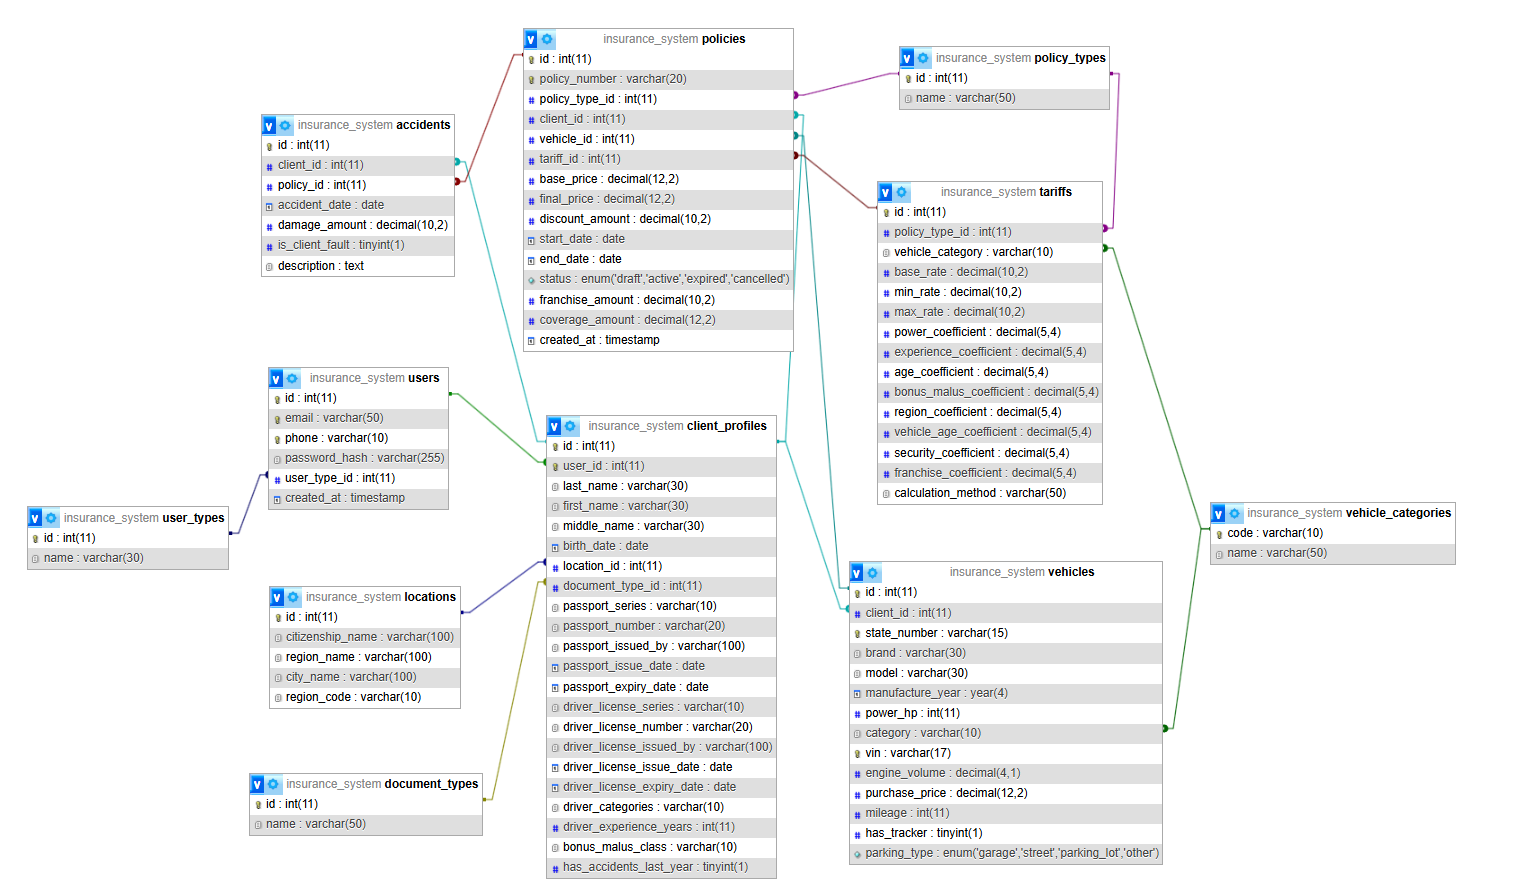 insurance_system policies
id : int(11)
policy_number : varchar(20)
policy_type_id : int(11)
client_id : int(11)
vehicle_id : int(11)
tariff_id : int(11)
base_price : decimal(12,2)
final_price : decimal(12,2)
discount_amount : decimal(10,2)
start_date : date
end_date : date
status : enum('draft','active','expired','cancelled')
franchise_amount : decimal(10,2)
coverage_amount : decimal(12,2)
created_at : timestamp
insurance_system policy_types
id : int(11)
name : varchar(50)
insurance_system accidents
id : int(11)
client_id : int(11)
policy_id : int(11)
accident_date : date
damage_amount : decimal(10,2)
is_client_fault : tinyint(1)
description : text
insurance_system tariffs
id : int(11)
policy_type_id : int(11)
vehicle_category : varchar(10)
base_rate : decimal(10,2)
min_rate : decimal(10,2)
max_rate : decimal(10,2)
power_coefficient : decimal(5,4)
experience_coefficient : decimal(5,4)
age_coefficient : decimal(5,4)
bonus_malus_coefficient : decimal(5,4)
region_coefficient : decimal(5,4)
vehicle_age_coefficient : decimal(5,4)
security_coefficient : decimal(5,4)
franchise_coefficient : decimal(5,4)
calculation_method : varchar(50)
insurance_system users
id : int(11)
email : varchar(50)
phone : varchar(10)
password_hash : varchar(255)
user_type_id : int(11)
created_at : timestamp
insurance_system client_profiles
id : int(11)
user_id : int(11)
last_name : varchar(30)
first_name : varchar(30)
middle_name : varchar(30)
birth_date : date
location_id : int(11)
document_type_id : int(11)
passport_series : varchar(10)
passport_number : varchar(20)
passport_issued_by : varchar(100)
passport_issue_date : date
passport_expiry_date : date
driver_license_series : varchar(10)
driver_license_number : varchar(20)
driver_license_issued_by : varchar(100)
driver_license_issue_date : date
driver_license_expiry_date : date
driver_categories : varchar(10)
driver_experience_years : int(11)
bonus_malus_class : varchar(10)
has_accidents_last_year : tinyint(1)
insurance_system user_types
id : int(11)
name : varchar(30)
insurance_system vehicle_categories
code : varchar(10)
name : varchar(50)
insurance_system vehicles
id : int(11)
client_id : int(11)
state_number : varchar(15)
brand : varchar(30)
model : varchar(30)
manufacture_year : year(4)
power_hp : int(11)
category : varchar(10)
vin : varchar(17)
engine_volume : decimal(4,1)
purchase_price : decimal(12,2)
mileage : int(11)
has_tracker : tinyint(1)
parking_type : enum('garage','street','parking_lot','other')
insurance_system locations
id : int(11)
citizenship_name : varchar(100)
region_name : varchar(100)
city_name : varchar(100)
region_code : varchar(10)
insurance_system document_types
id : int(11)
name : varchar(50)